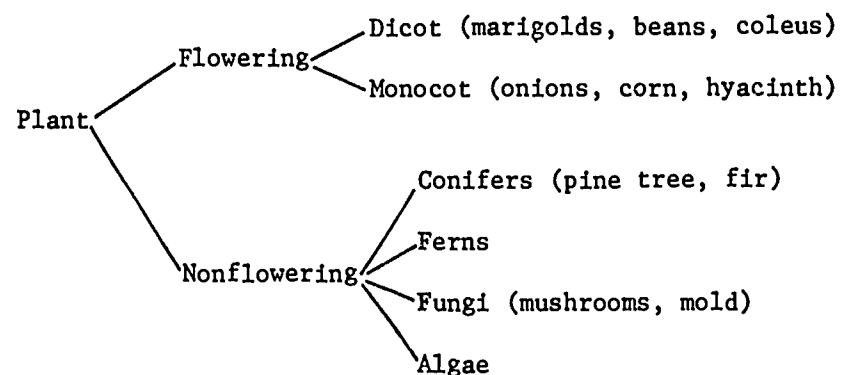 Dicot (marigolds, beans, coleus)
Flowering
Monocot (onions, corn, hyacinth)
Plant
Conifers (pine tree, fir)
Ferns
Nonflowering
Fungi (mushrooms, mold)
Algae